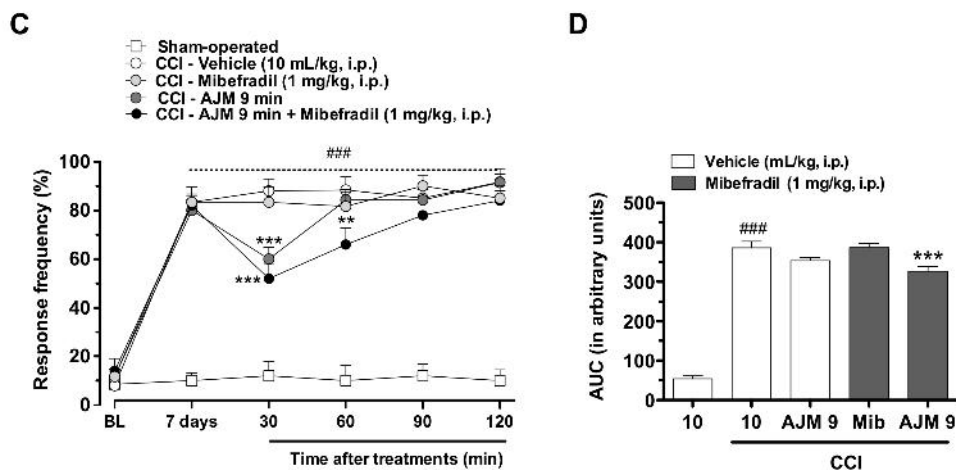 C
Sham-operated
CCI - Vehicle (10 mL/kg, i.p.)
CCI - Mibefradil (1 mg/kg, i.p.)
CCI - AJM 9 min
CCI - AJM 9 min + Mibefradil (1 mg/kg, i.p.)
Response frequency (%)
100
80
60
40
20
0
###
***
***
**
BL
7 days
30
60
90
120
Time after treatments (min)
D
Vehicle (mL/kg, i.p.)
Mibefradil (1 mg/kg, i.p.)
AUC (in arbitrary units)
500
400
300
200
100
0
###
***
10
10
AJM 9
Mib
AJM 9
CCI